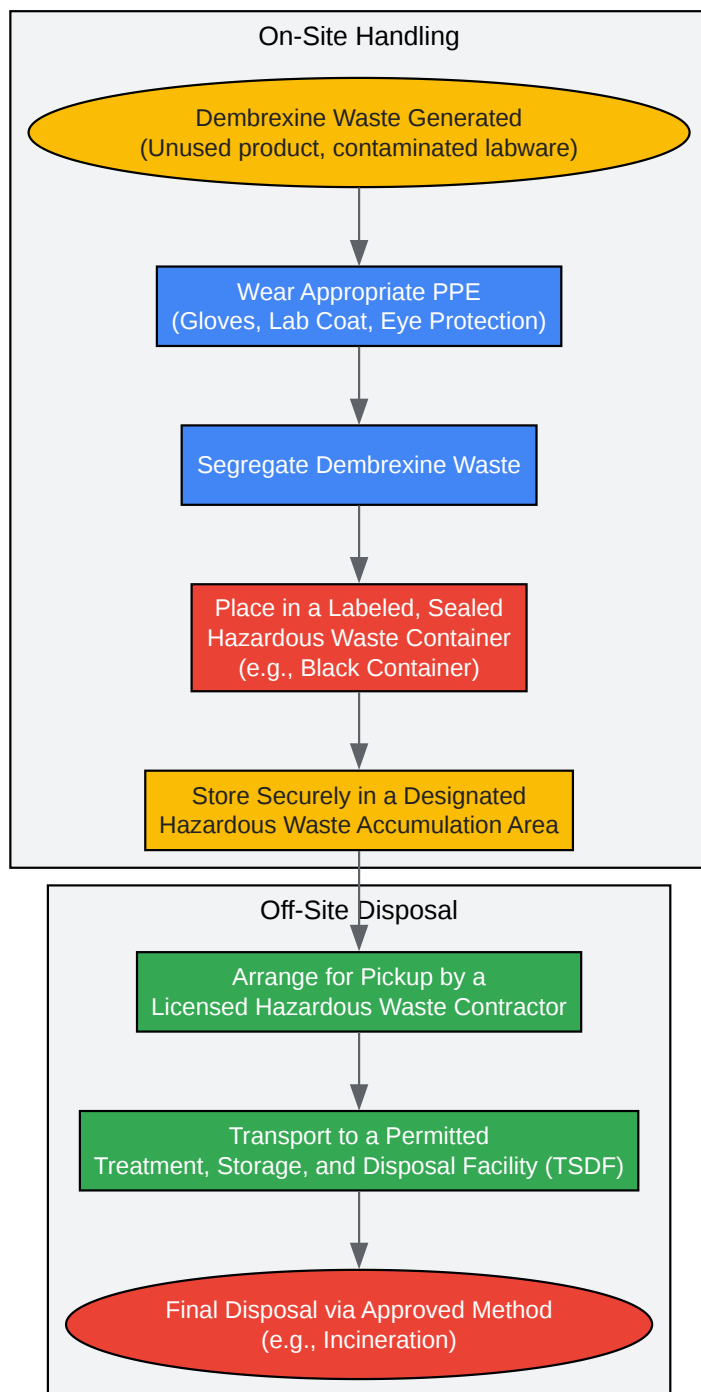 On-Site Handling
Dembrexine Waste Generated
(Unused product, contaminated labware)
Wear Appropriate PPE
(Gloves, Lab Coat, Eye Protection)
Segregate Dembrexine Waste
Place in a Labeled, Sealed
Hazardous Waste Container
(e.g., Black Container)
Store Securely in a Designated
Hazardous Waste Accumulation Area
Off-Site Disposal
Arrange for Pickup by a
Licensed Hazardous Waste Contractor
Transport to a Permitted
Treatment, Storage, and Disposal Facility (TSDF)
Final Disposal via Approved Method
(e.g., Incineration)